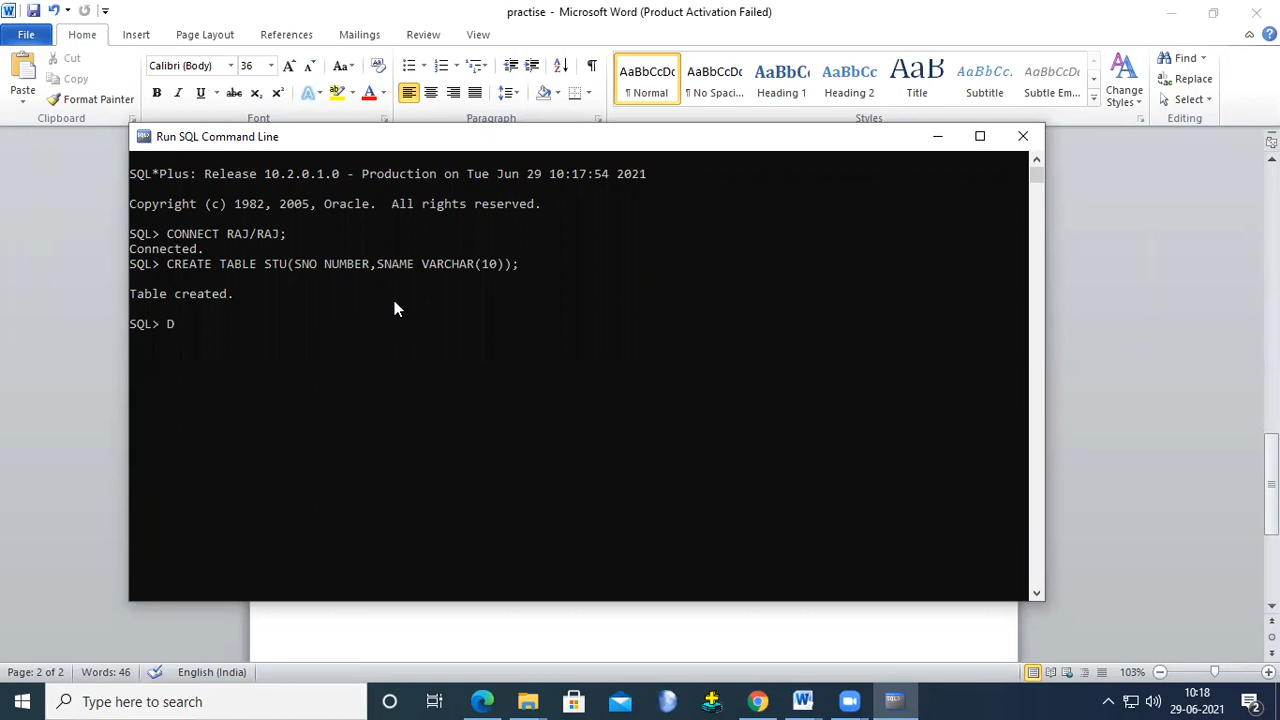 practise - Microsoft Word (Product Activation Failed)
File Home Insert Page Layout References Mailings Review View
Paste
Cut
Copy
Format Painter
Clipboard
Calibri (Body) 36
Font
Paragraph
AaBbCcDc AaBbCcDc AaBbCc AaBbCc AaB AaBbCc. AaBbCcDc
¶ Normal ¶ No Spaci... Heading 1 Heading 2 Title Subtitle Subtle Em...
Change
Styles
Styles
Find
Replace
Select
Editing
Run SQL Command Line
SQL*Plus: Release 10.2.0.1.0 - Production on Tue Jun 29 10:17:54 2021
Copyright (c) 1982, 2005, Oracle.  All rights reserved.
SQL> CONNECT RAJ/RAJ;
Connected.
SQL> CREATE TABLE STU(SNO NUMBER,SNAME VARCHAR(10));
Table created.
SQL> D
Page: 2 of 2 Words: 46 English (India) 103%
Type here to search
10:18
29-06-2021
2